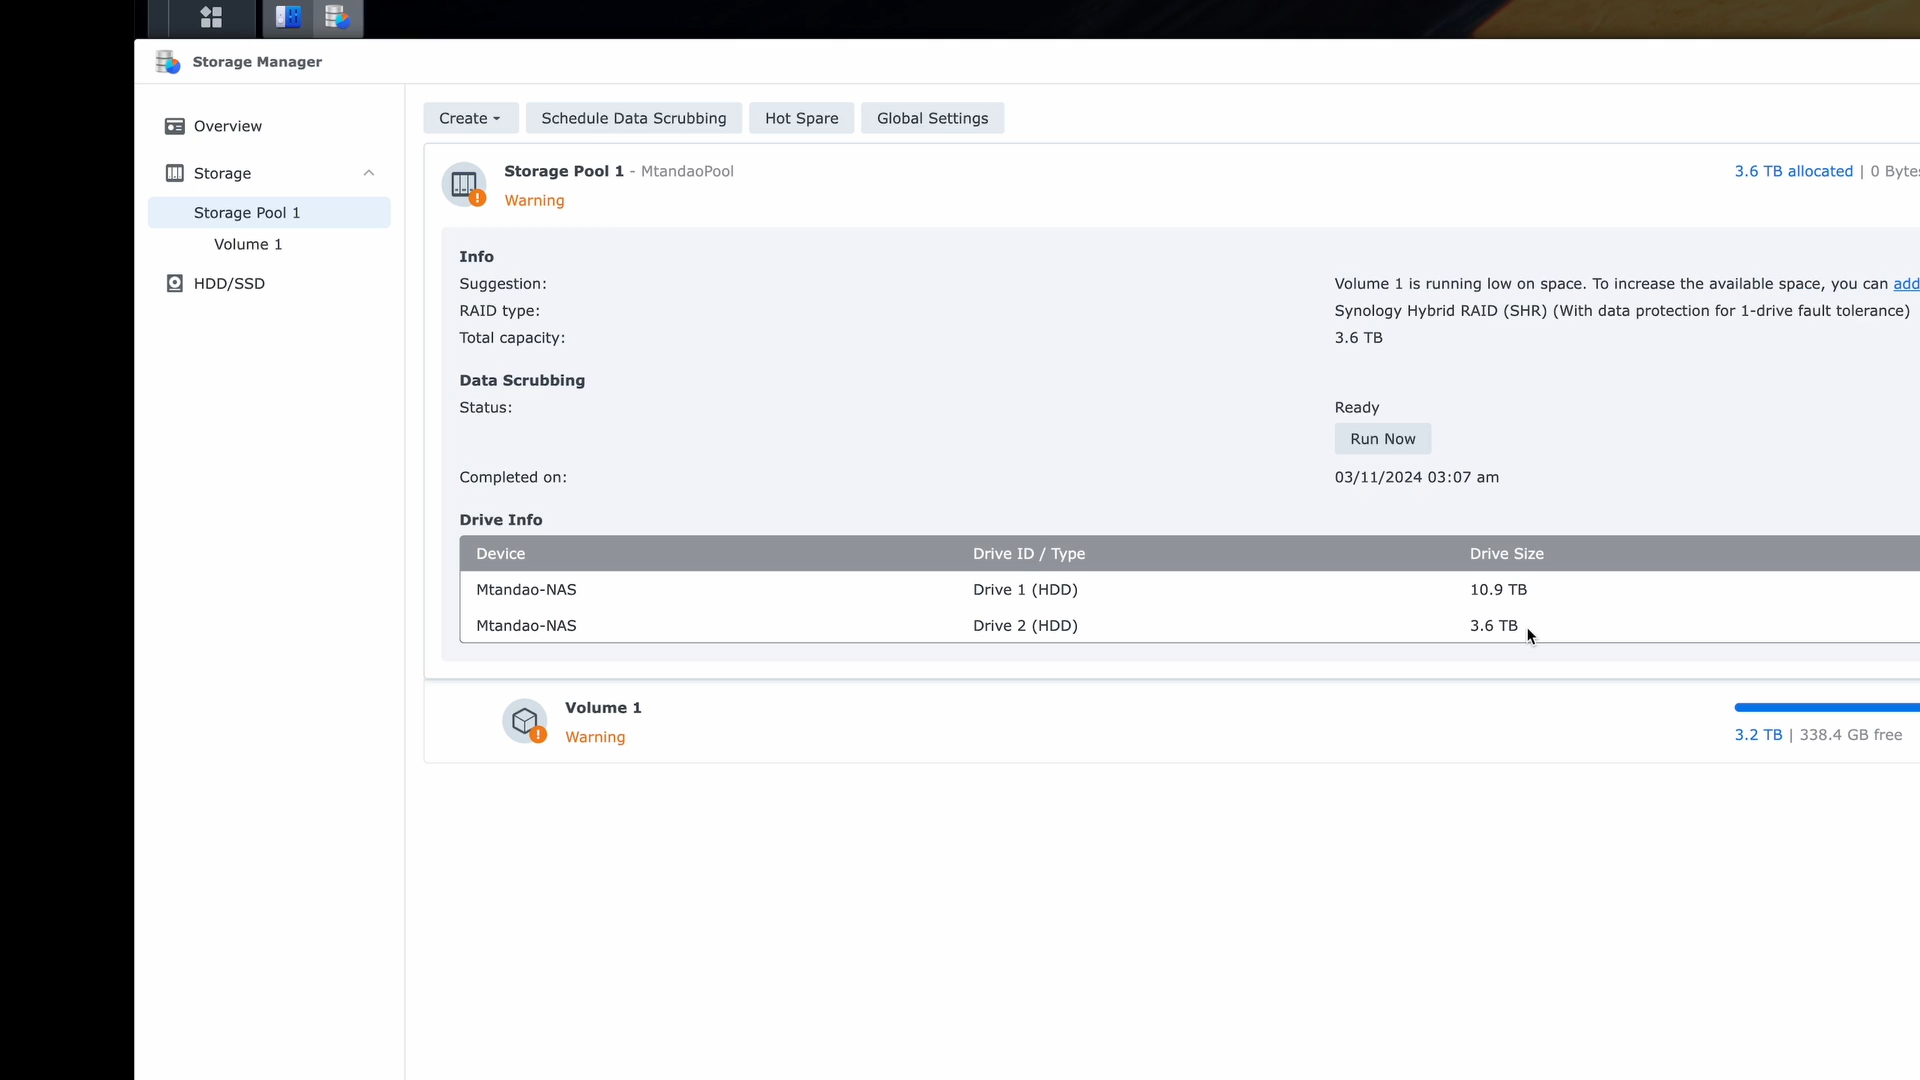 Storage Manager
Overview
Storage
Storage Pool 1
Volume 1
HDD/SSD
Create
Schedule Data Scrubbing
Hot Spare
Global Settings
Storage Pool 1 - MtandaoPool
3.6 TB allocated | 0 Bytes
Warning
Info
Suggestion: Volume 1 is running low on space. To increase the available space, you can add
RAID type: Synology Hybrid RAID (SHR) (With data protection for 1-drive fault tolerance)
Total capacity: 3.6 TB
Data Scrubbing
Status: Ready
Run Now
Completed on: 03/11/2024 03:07 am
Drive Info
Device Drive ID / Type Drive Size
Mtandao-NAS Drive 1 (HDD) 10.9 TB
Mtandao-NAS Drive 2 (HDD) 3.6 TB
Volume 1
Warning
3.2 TB | 338.4 GB free